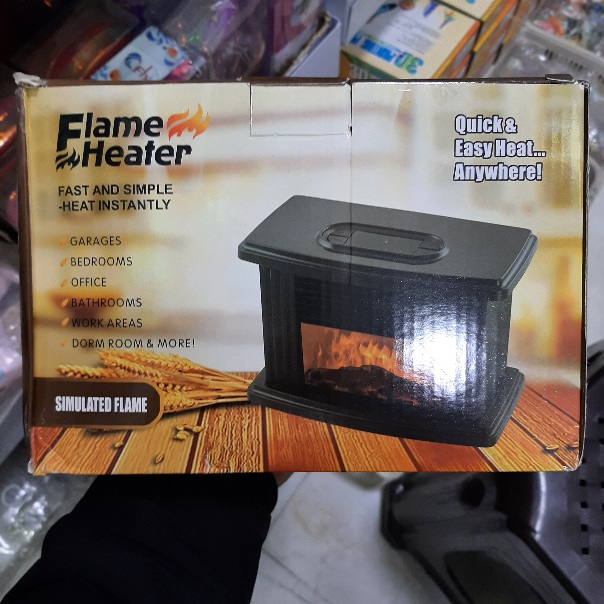 Flame
Heater
FAST AND SIMPLE
-HEAT INSTANTLY
GARAGES
BEDROOMS
OFFICE
BATHROOMS
WORK AREAS
DORM ROOM & MORE!
SIMULATED FLAME
Quick &
Easy Heat...
Anywhere!
3D